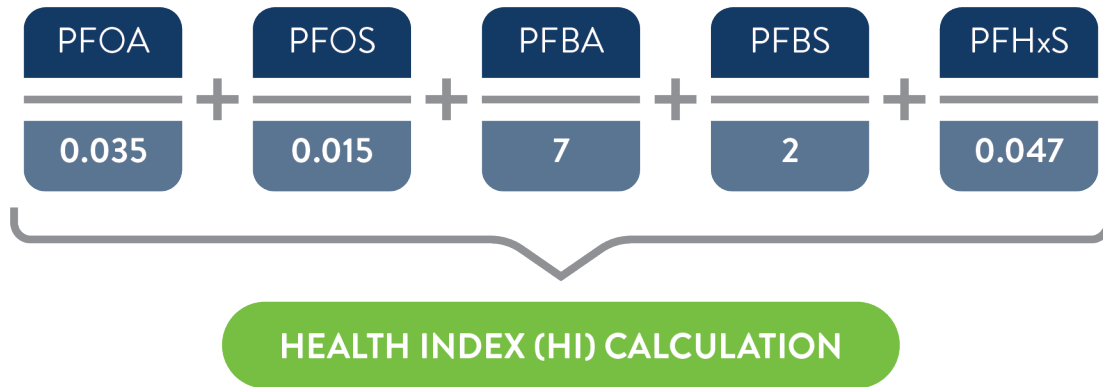 PFOA + PFOS + PFBA + PFBS + PFHxS
0.035 0.015 7 2 0.047
HEALTH INDEX (HI) CALCULATION